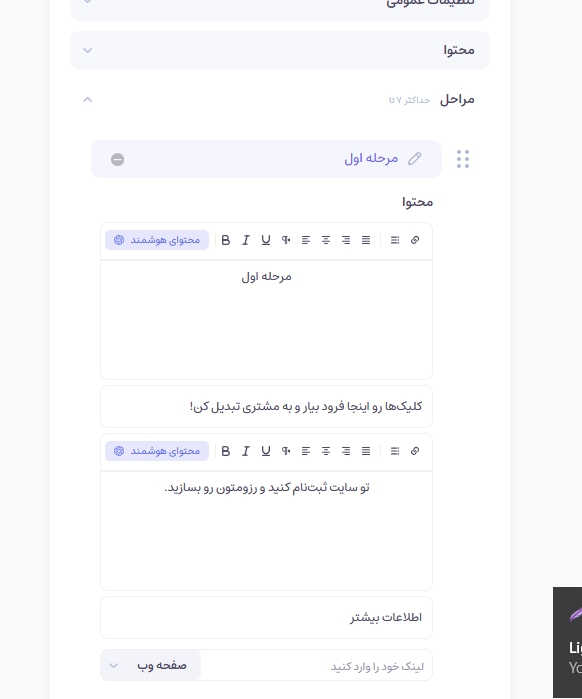 تنظیمات عمومی
محتوا
مراحل حداکثر ۷ تا
مرحله اول
محتوا
محتوای هوشمند
مرحله اول
کلیک‌ها رو اینجا فرود بیار و به مشتری تبدیل کن!
محتوای هوشمند
تو سایت ثبت‌نام کنید و رزومتون رو بسازید.
اطلاعات بیشتر
لینک خود را وارد کنید صفحه وب